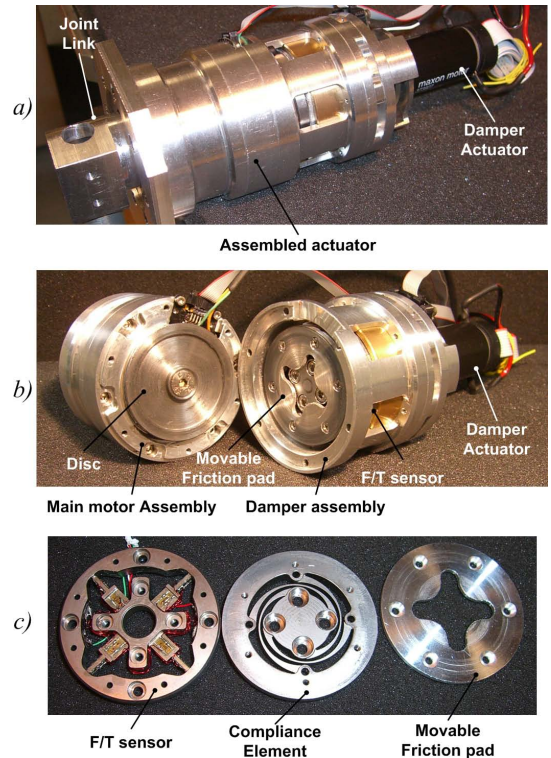 Joint
Link
a)
maxon motor
Damper
Actuator
Assembled actuator
b)
Damper
Actuator
Disc
Movable
Friction pad
F/T sensor
Main motor Assembly
Damper assembly
c)
F/T sensor
Compliance
Element
Movable
Friction pad